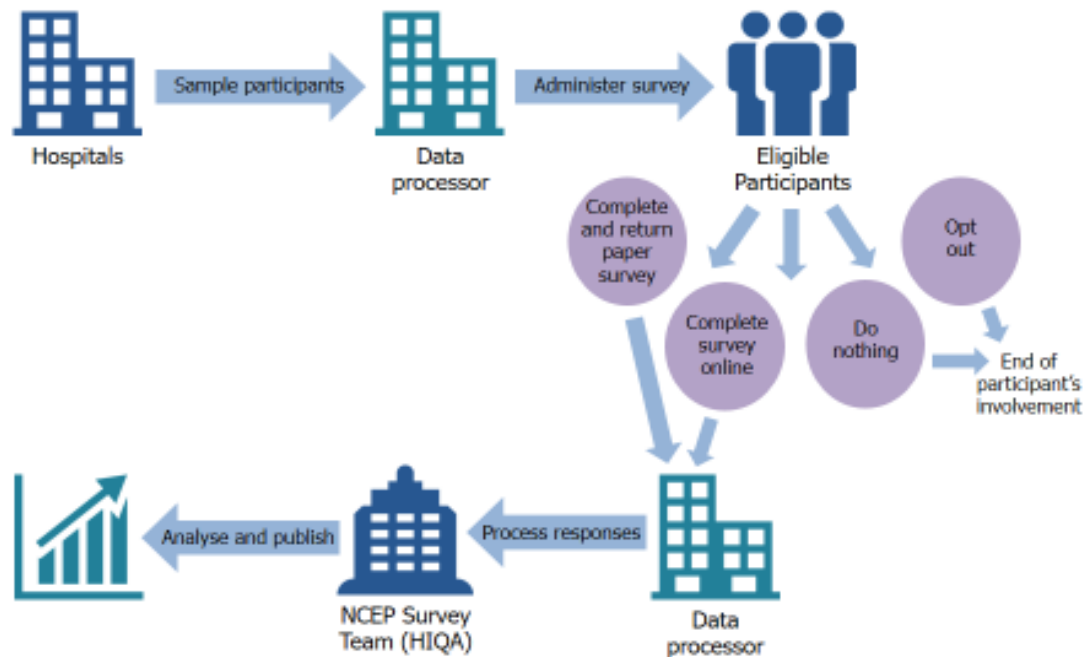 Sample participants
Administer survey
Hospitals
Data
processor
Eligible
Participants
Complete
and return
paper
survey
Opt
out
Complete
survey
online
Do
nothing
End of
participant's
involvement
Analyse and publish
Process responses
NCEP Survey
Team (HIQA)
Data
processor